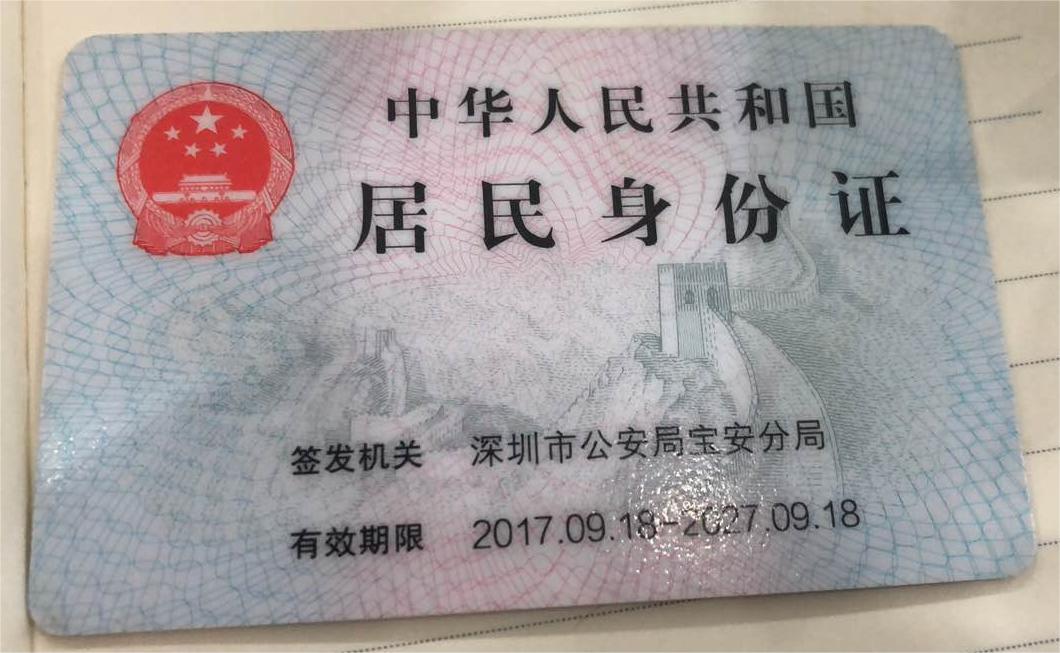 中华人民共和国
居民身份证
签发机关 深圳市公安局宝安分局
有效期限 2017.09.18-2027.09.18